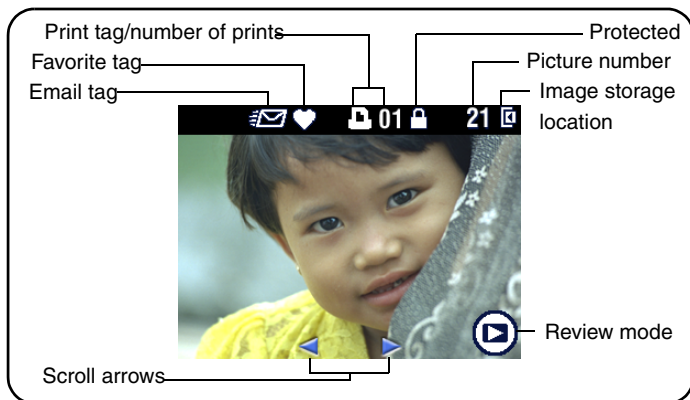 Print tag/number of prints
Protected
Favorite tag
Picture number
Email tag
Image storage
location
01
21
Review mode
Scroll arrows